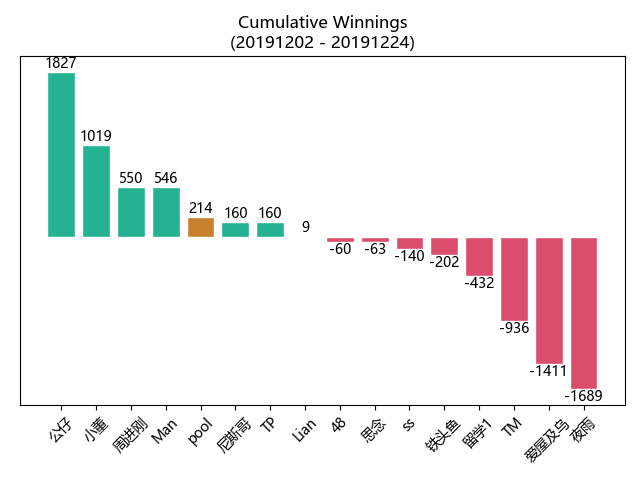 Cumulative Winnings
(20191202 - 20191224)
1827
1019
550
546
214
160
160
9
-60
-63
-140
-202
-432
-936
-1411
-1689
公仔
小董
周进刚
Man
pool
尼斯哥
TP
Lian
48
思念
ss
铁头鱼
留学1
TM
爱屋及乌
夜雨